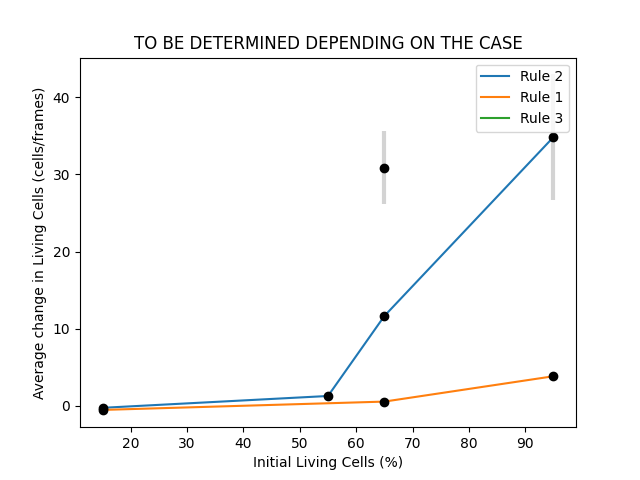 TO BE DETERMINED DEPENDING ON THE CASE
Average change in Living Cells (cells/frames)
40
30
20
10
0
Rule 2
Rule 1
Rule 3
20 30 40 50 60 70 80 90
Initial Living Cells (%)